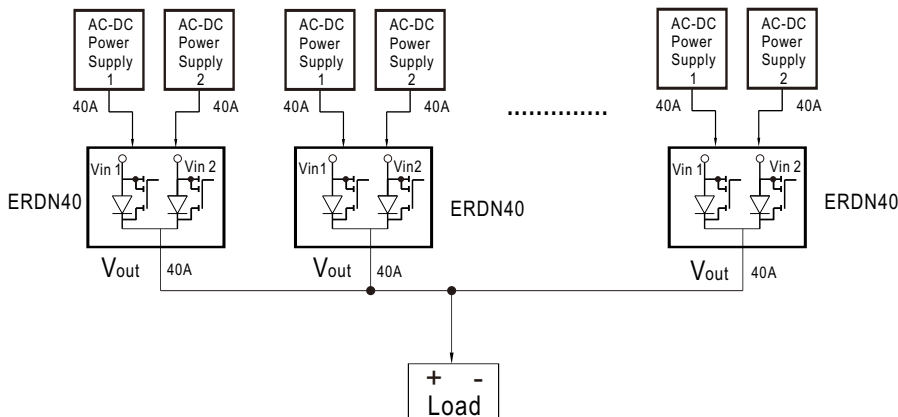 AC-DC
Power
Supply
1
AC-DC
Power
Supply
2
AC-DC
Power
Supply
1
AC-DC
Power
Supply
2
AC-DC
Power
Supply
1
AC-DC
Power
Supply
2
40A
40A
40A
40A
40A
40A
Vin 1
Vin 2
Vin1
Vin2
Vin 1
Vin 2
ERDN40
ERDN40
ERDN40
Vout
40A
Vout
40A
Vout
40A
+ -
Load